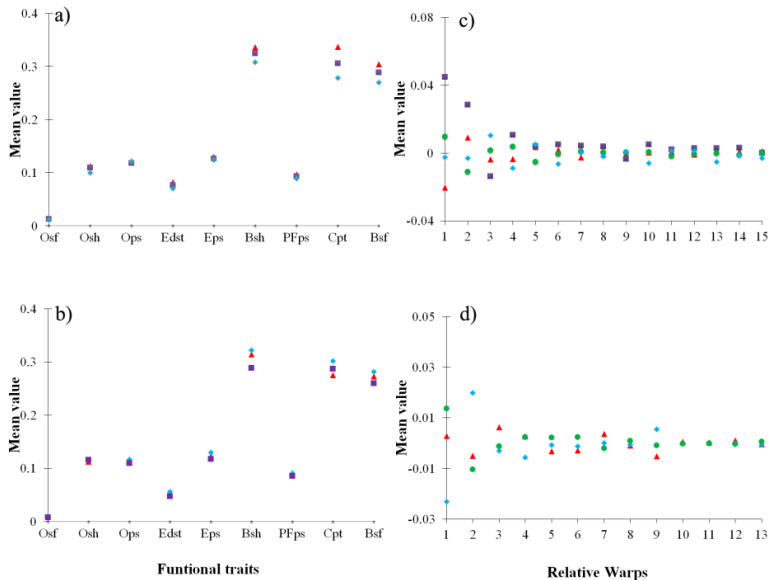 a)
Mean value
0.4
0.3
0.2
0.1
0
Osf Osh Ops Edst Eps Bsh PFps Cpt Bsf
c)
Mean value
0.08
0.04
0
-0.04
1 2 3 4 5 6 7 8 9 10 11 12 13 14 15
b)
Mean value
0.4
0.3
0.2
0.1
0
Osf Osh Ops Edst Eps Bsh PFps Cpt Bsf
Funtional traits
d)
Mean value
0.05
0.03
0.01
-0.01
-0.03
1 2 3 4 5 6 7 8 9 10 11 12 13
Relative Warps